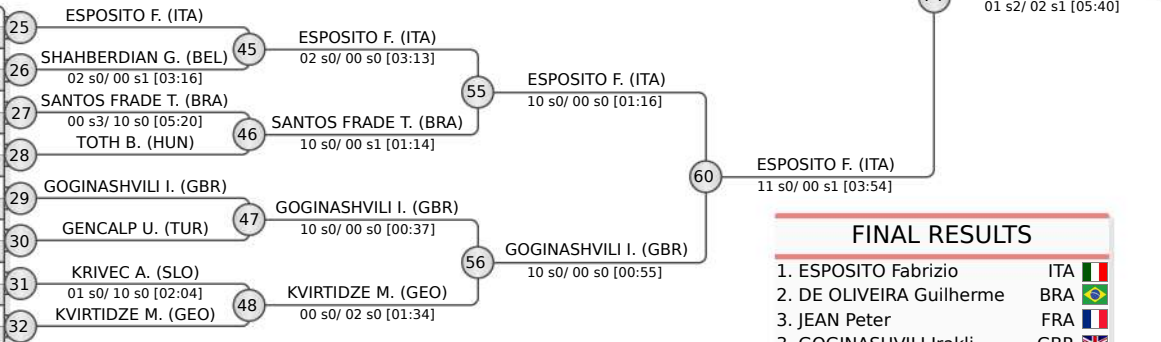 01 s2/ 02 s1 [05:40]
25
ESPOSITO F. (ITA)
26
SHAHBERDIAN G. (BEL)
02 s0/ 00 s1 [03:16]
45
ESPOSITO F. (ITA)
02 s0/ 00 s0 [03:13]
27
SANTOS FRADE T. (BRA)
00 s3/ 10 s0 [05:20]
28
TOTH B. (HUN)
46
SANTOS FRADE T. (BRA)
10 s0/ 00 s1 [01:14]
55
ESPOSITO F. (ITA)
10 s0/ 00 s0 [01:16]
29
GOGINASHVILI I. (GBR)
30
GENCALP U. (TUR)
47
GOGINASHVILI I. (GBR)
10 s0/ 00 s0 [00:37]
31
KRIVEC A. (SLO)
01 s0/ 10 s0 [02:04]
32
KVIRTIDZE M. (GEO)
48
KVIRTIDZE M. (GEO)
00 s0/ 02 s0 [01:34]
56
GOGINASHVILI I. (GBR)
10 s0/ 00 s0 [00:55]
60
ESPOSITO F. (ITA)
11 s0/ 00 s1 [03:54]
FINAL RESULTS
1. ESPOSITO Fabrizio ITA
2. DE OLIVEIRA Guilherme BRA
3. JEAN Peter FRA
3. GOGINASHVILI Irakli GBR